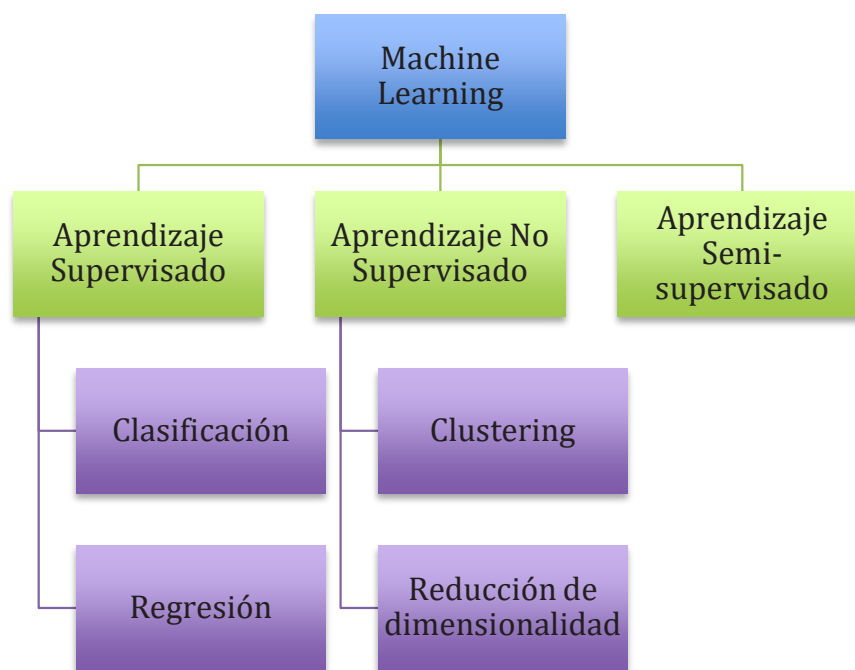 Machine
Learning
Aprendizaje
Supervisado
Aprendizaje No
Supervisado
Aprendizaje
Semi-
supervisado
Clasificación
Clustering
Regresión
Reducción de
dimensionalidad